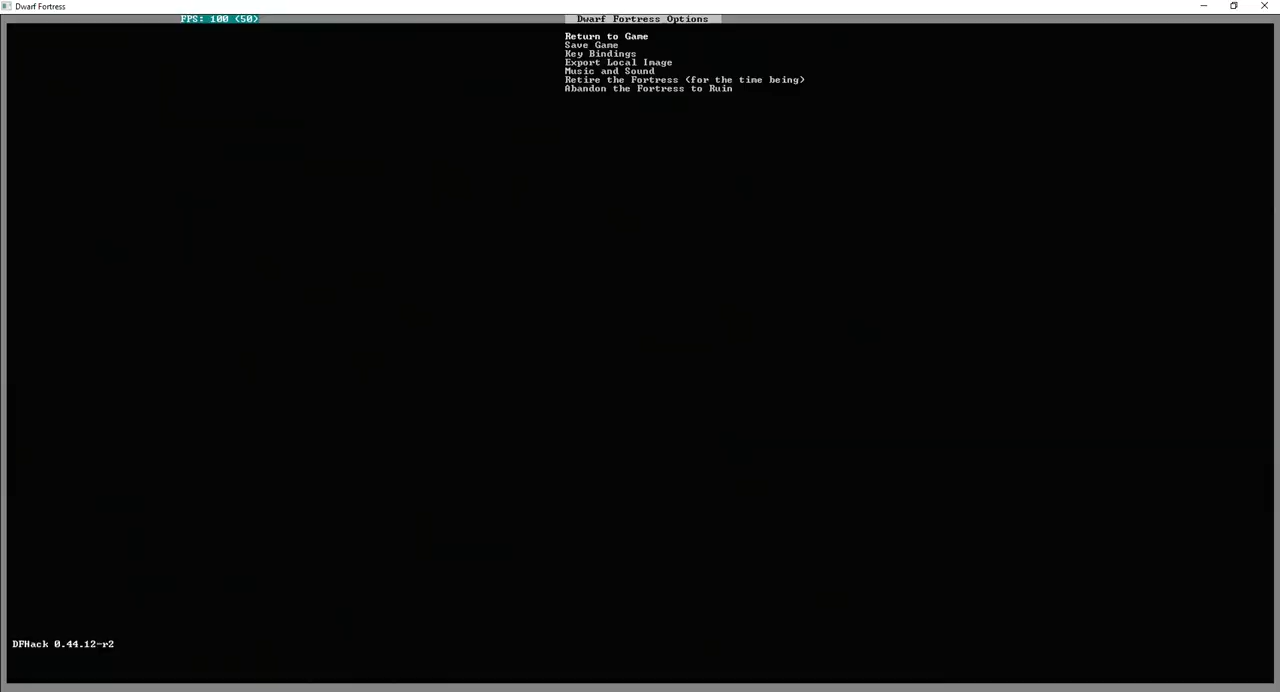 Dwarf Fortress
FPS: 100 (50)
Dwarf Fortress Options
Return to Game
Save Game
Key Bindings
Export Local Image
Music and Sound
Retire the Fortress (for the time being)
Abandon the Fortress to Ruin
DFHack 0.44.12-r2